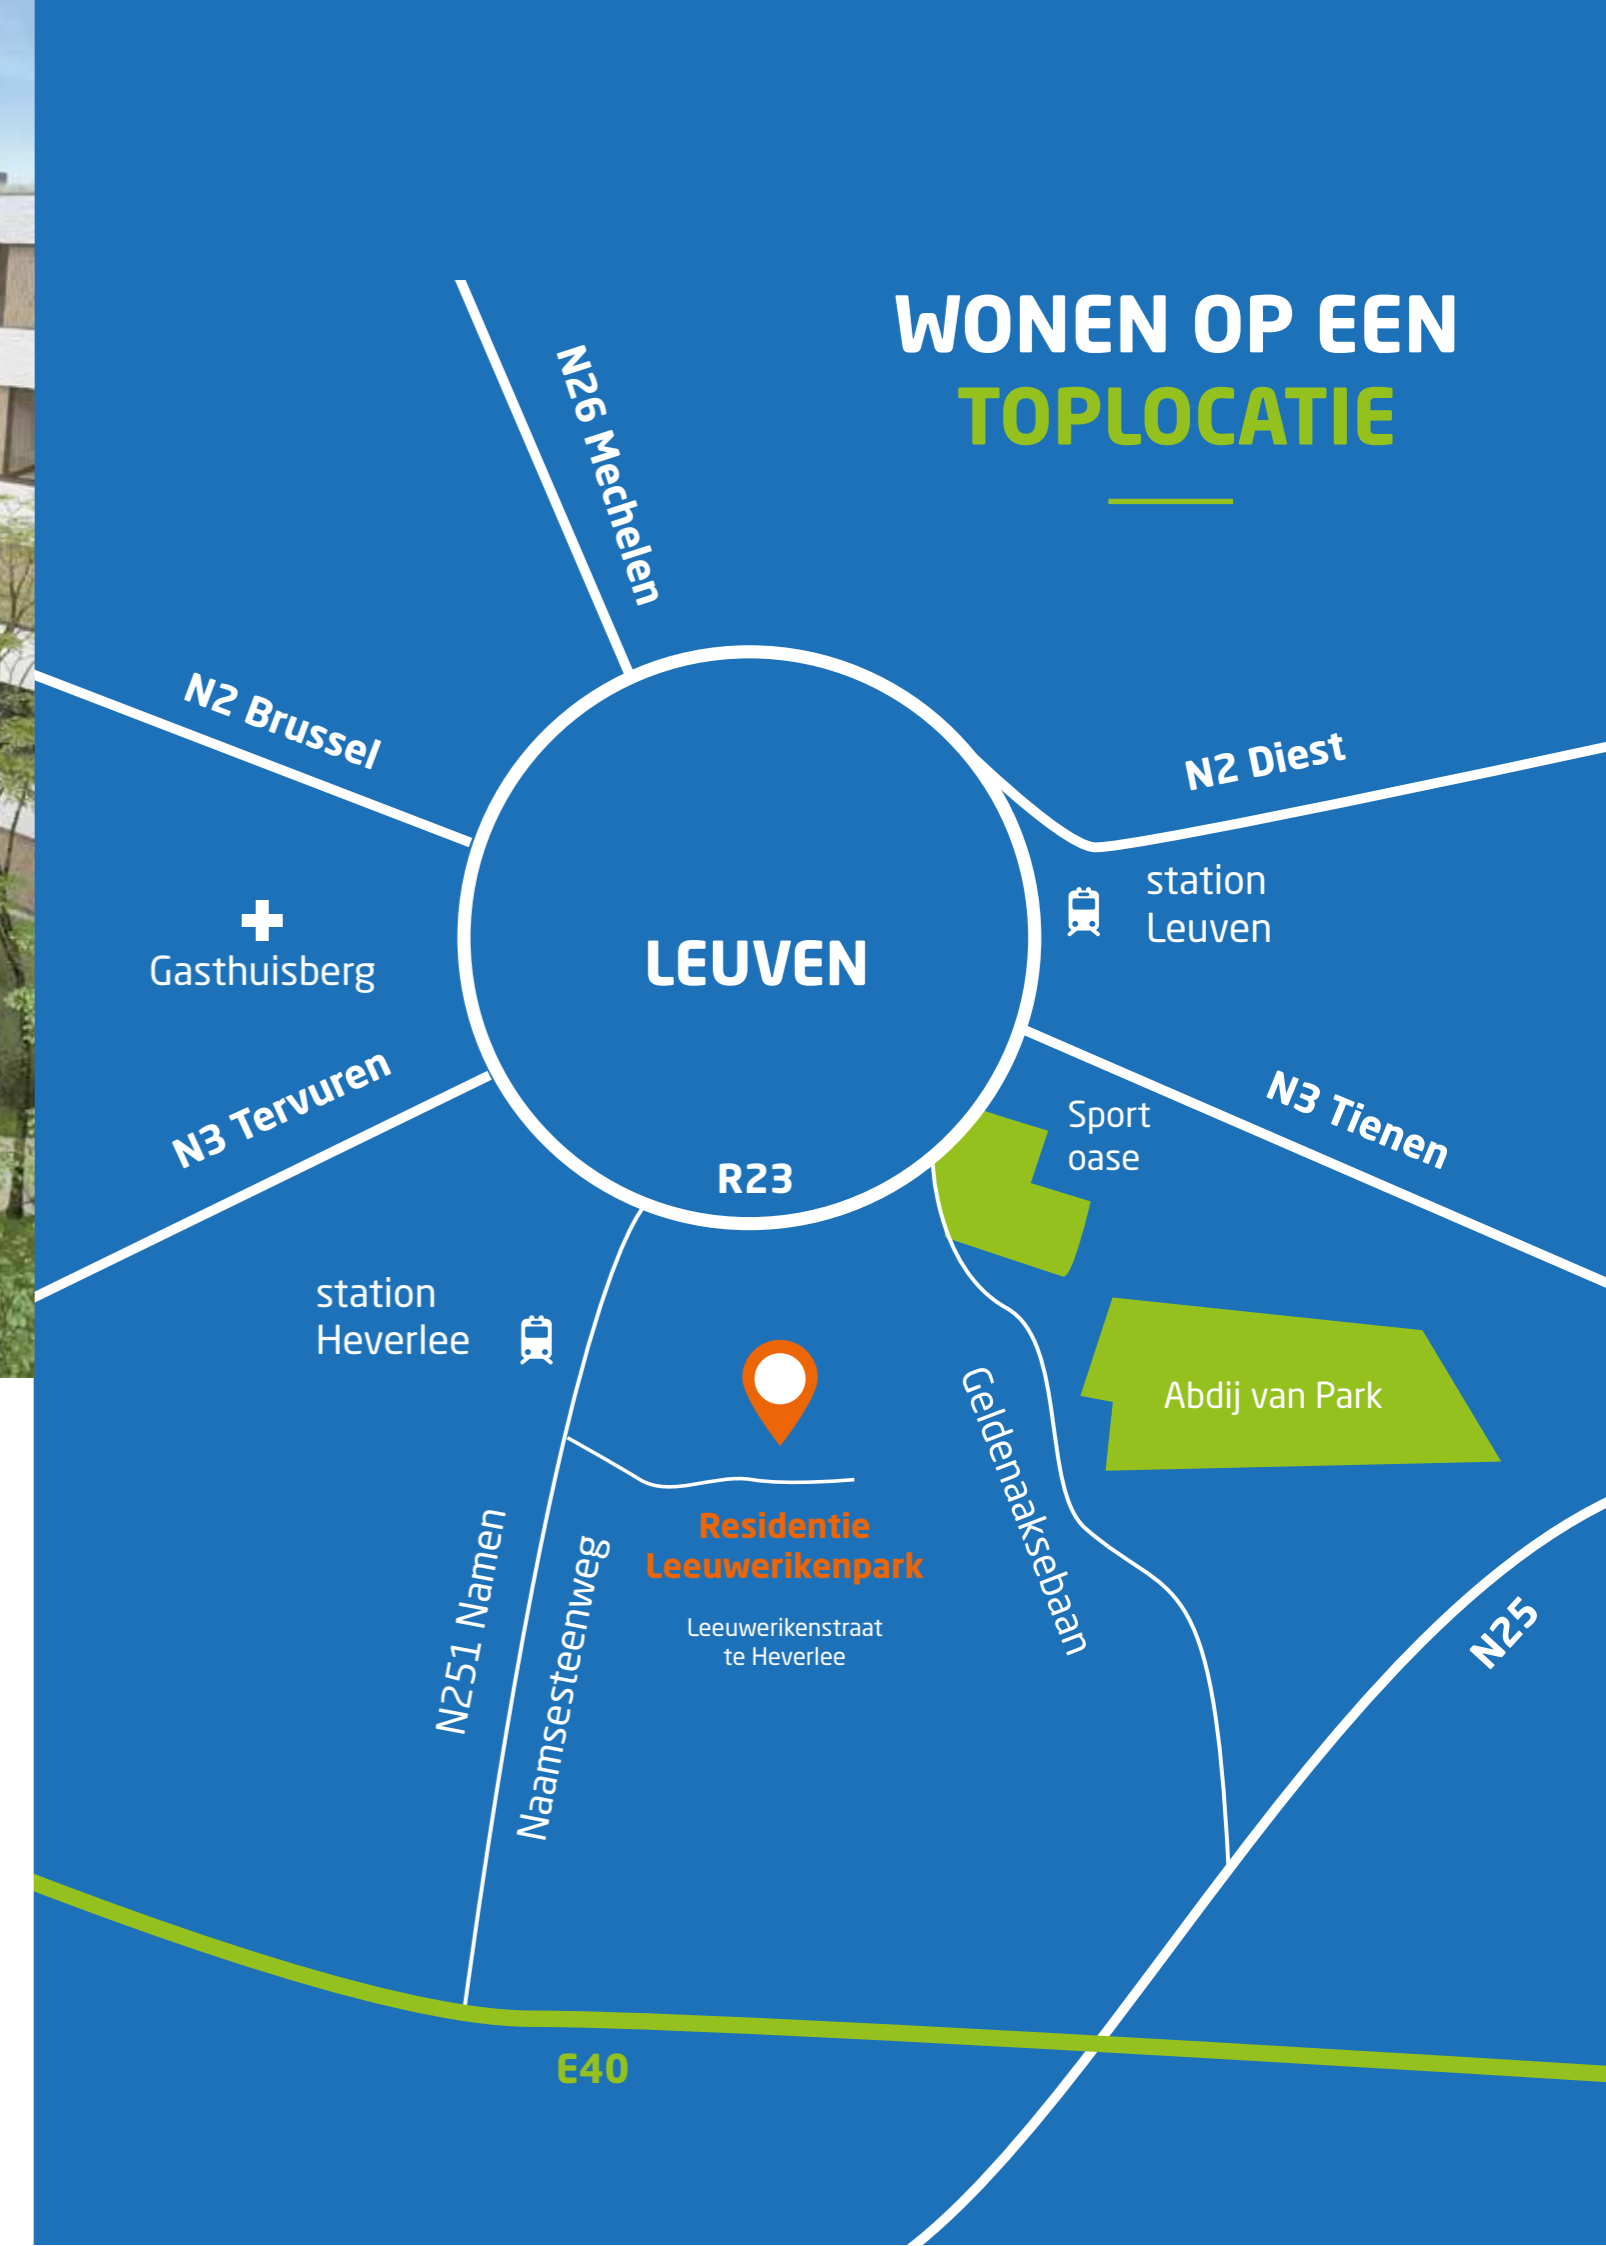 WONEN OP EEN
TOPLOCATIE
N26 Mechelen
N2 Brussel
N2 Diest
station
Leuven
Gasthuisberg
LEUVEN
N3 Tervuren
N3 Tienen
Sport
oase
R23
station
Heverlee
Abdij van Park
Geldenaaksebaan
Residentie
Leeuwerikenpark
Leeuwerikenstraat
te Heverlee
N251 Namen
Naamsesteenweg
N25
E40